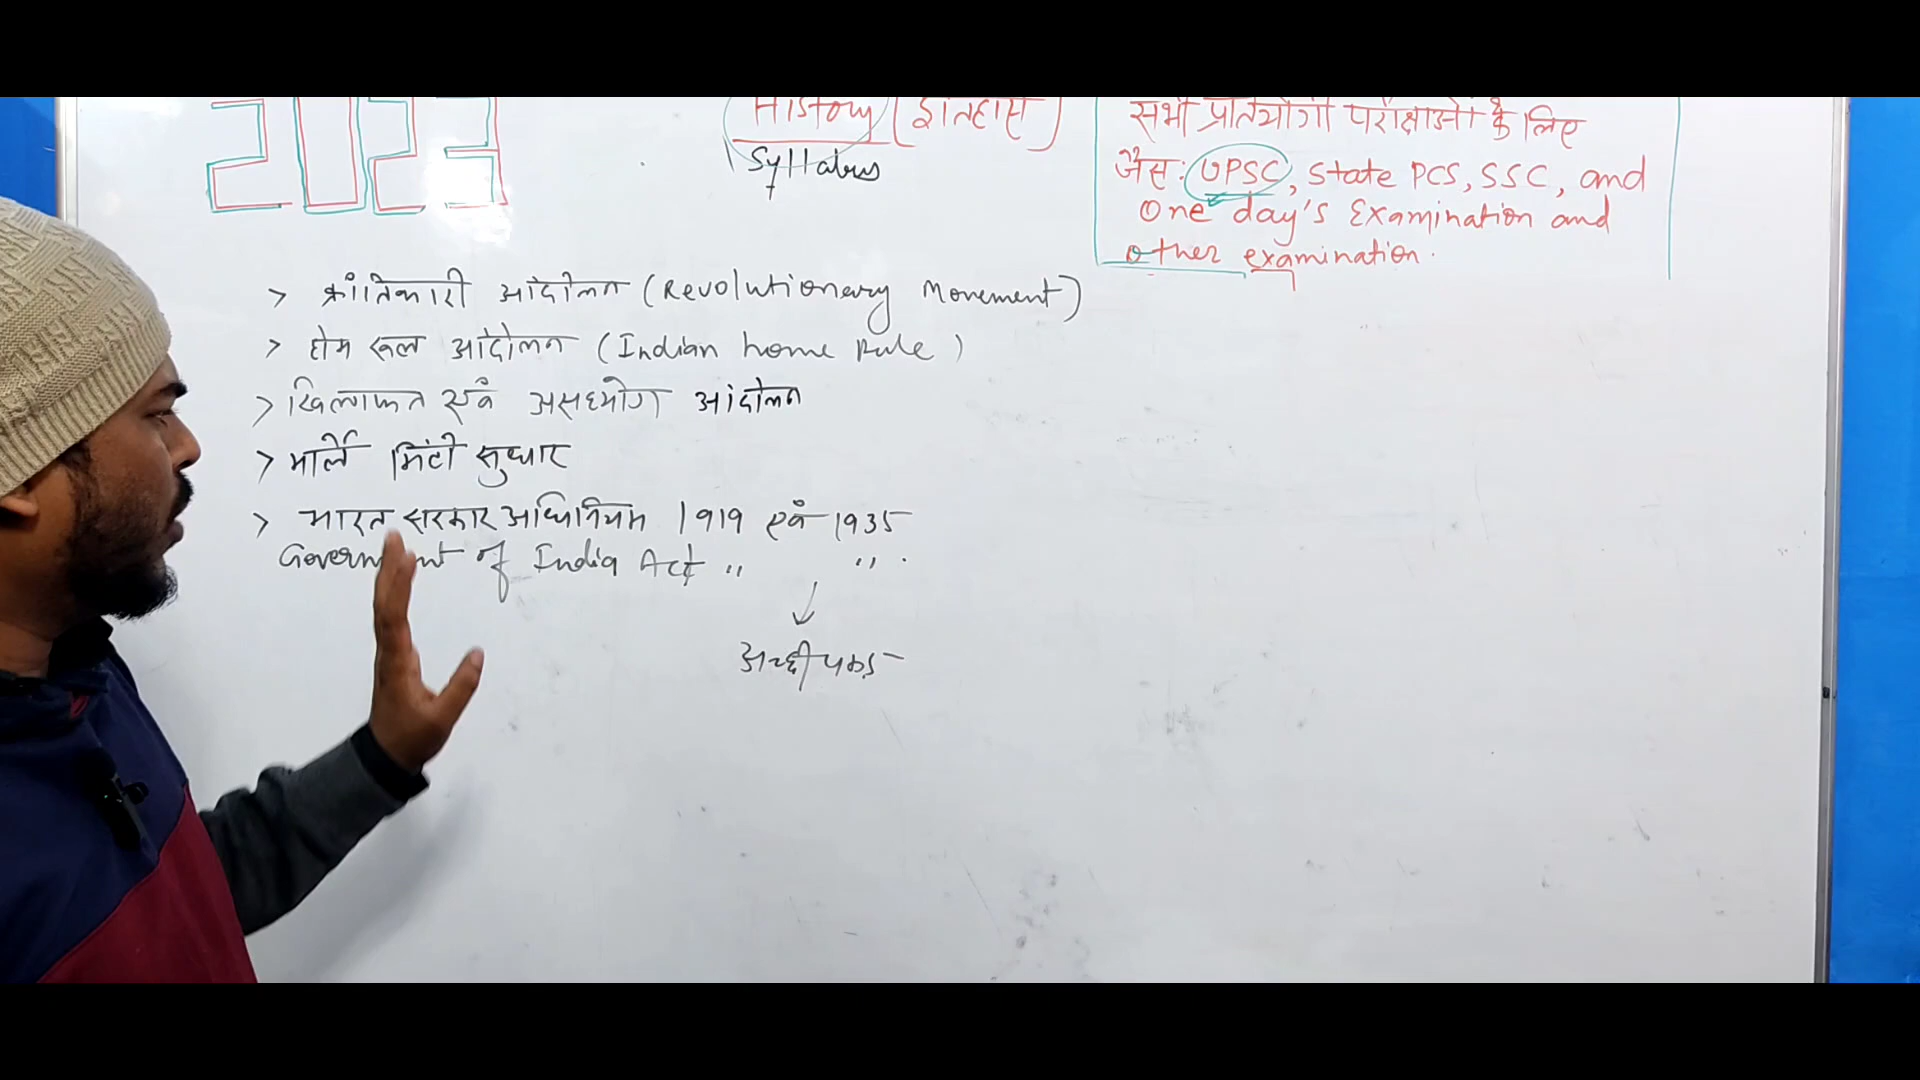 2023
History (इतिहास)
Syllabus
सभी प्रतियोगी परीक्षाओं के लिए
जैसे: UPSC, State PCS, SSC, and
One day's Examination and
other examination.
> क्रांतिकारी आंदोलन (Revolutionary Movement)
> होम रूल आंदोलन (Indian home Rule)
> खिलाफत एवं असहयोग आंदोलन
> मार्ले मिंटो सुधार
> भारत सरकार अधिनियम 1919 एवं 1935
Government of India Act " " .
अच्छी पकड़